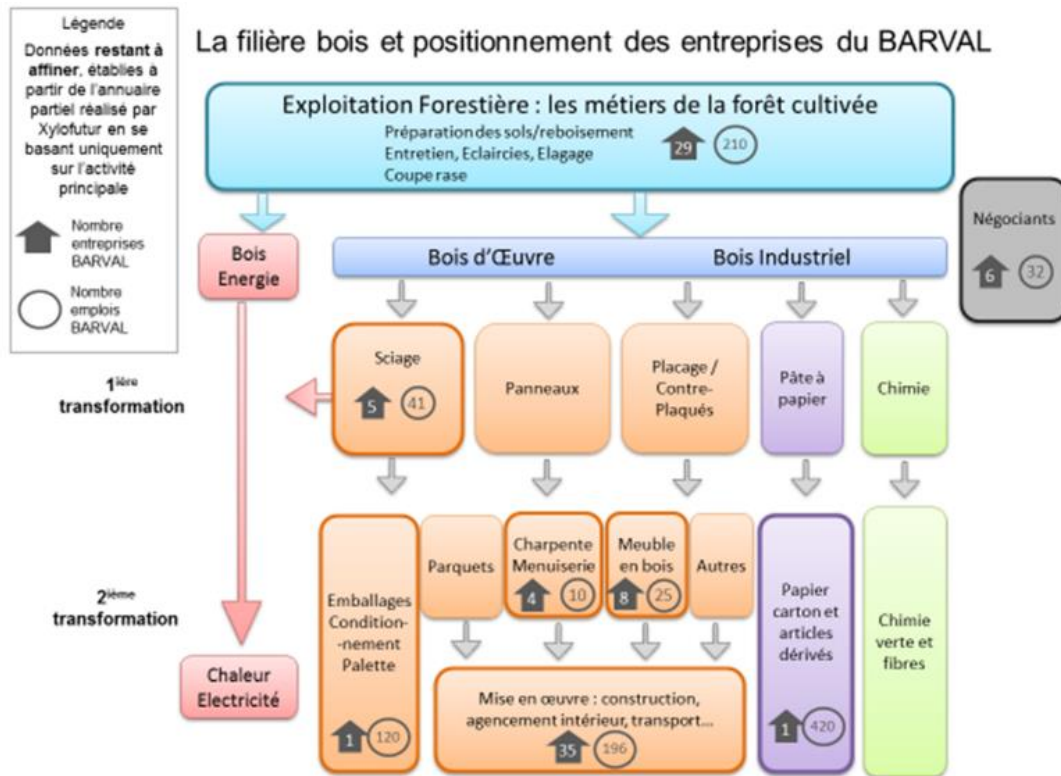 Légende
Données restant à
affiner, établies à
partir de l'annuaire
partiel réalisé par
Xylofutur en se
basant uniquement
sur l'activité
principale
Nombre
entreprises
BARVAL
Nombre
emplois
BARVAL
La filière bois et positionnement des entreprises du BARVAL
Exploitation Forestière : les métiers de la forêt cultivée
Préparation des sols/reboisement
Entretien, Eclaircies, Elagage
Coupe rase
29 210
Négociants
6 32
Bois
Energie
Bois d'Œuvre
Bois Industriel
1ière
transformation
Sciage
5 41
Panneaux
Placage /
Contre-
Plaqués
Pâte à
papier
Chimie
2ième
transformation
Chaleur
Electricité
Emballages
Condition-
-nement
Palette
1 120
Parquets
Charpente
Menuiserie
4 10
Meuble
en bois
8 25
Autres
Mise en œuvre : construction,
agencement intérieur, transport...
35 196
Papier
carton et
articles
dérivés
1 420
Chimie
verte et
fibres